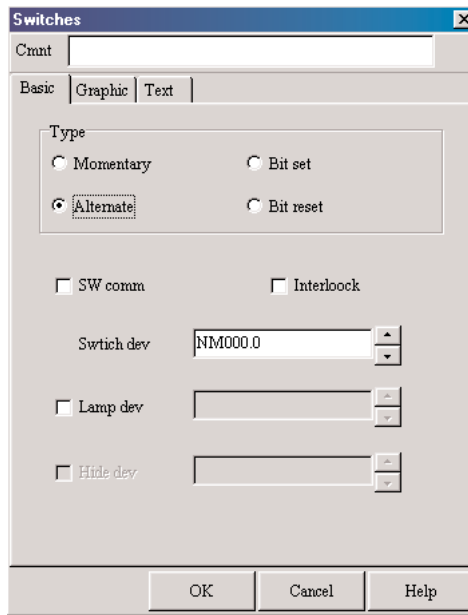 Switches
Cmnt
Basic Graphic Text
Type
Momentary Bit set
Alternate Bit reset
SW comm Interloock
Swtich dev NM000.0
Lamp dev
Hide dev
OK Cancel Help